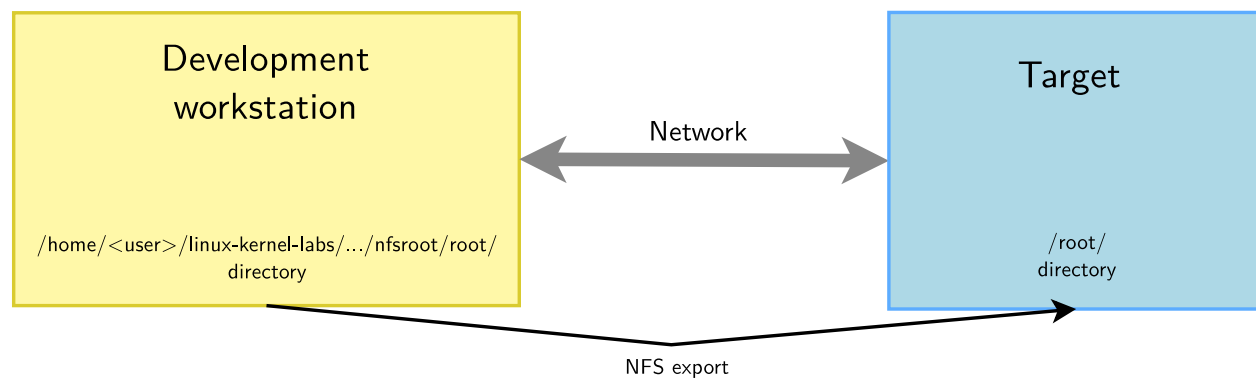 Development
workstation
Target
Network
/home/<user>/linux-kernel-labs/.../nfsroot/root/
directory
/root/
directory
NFS export